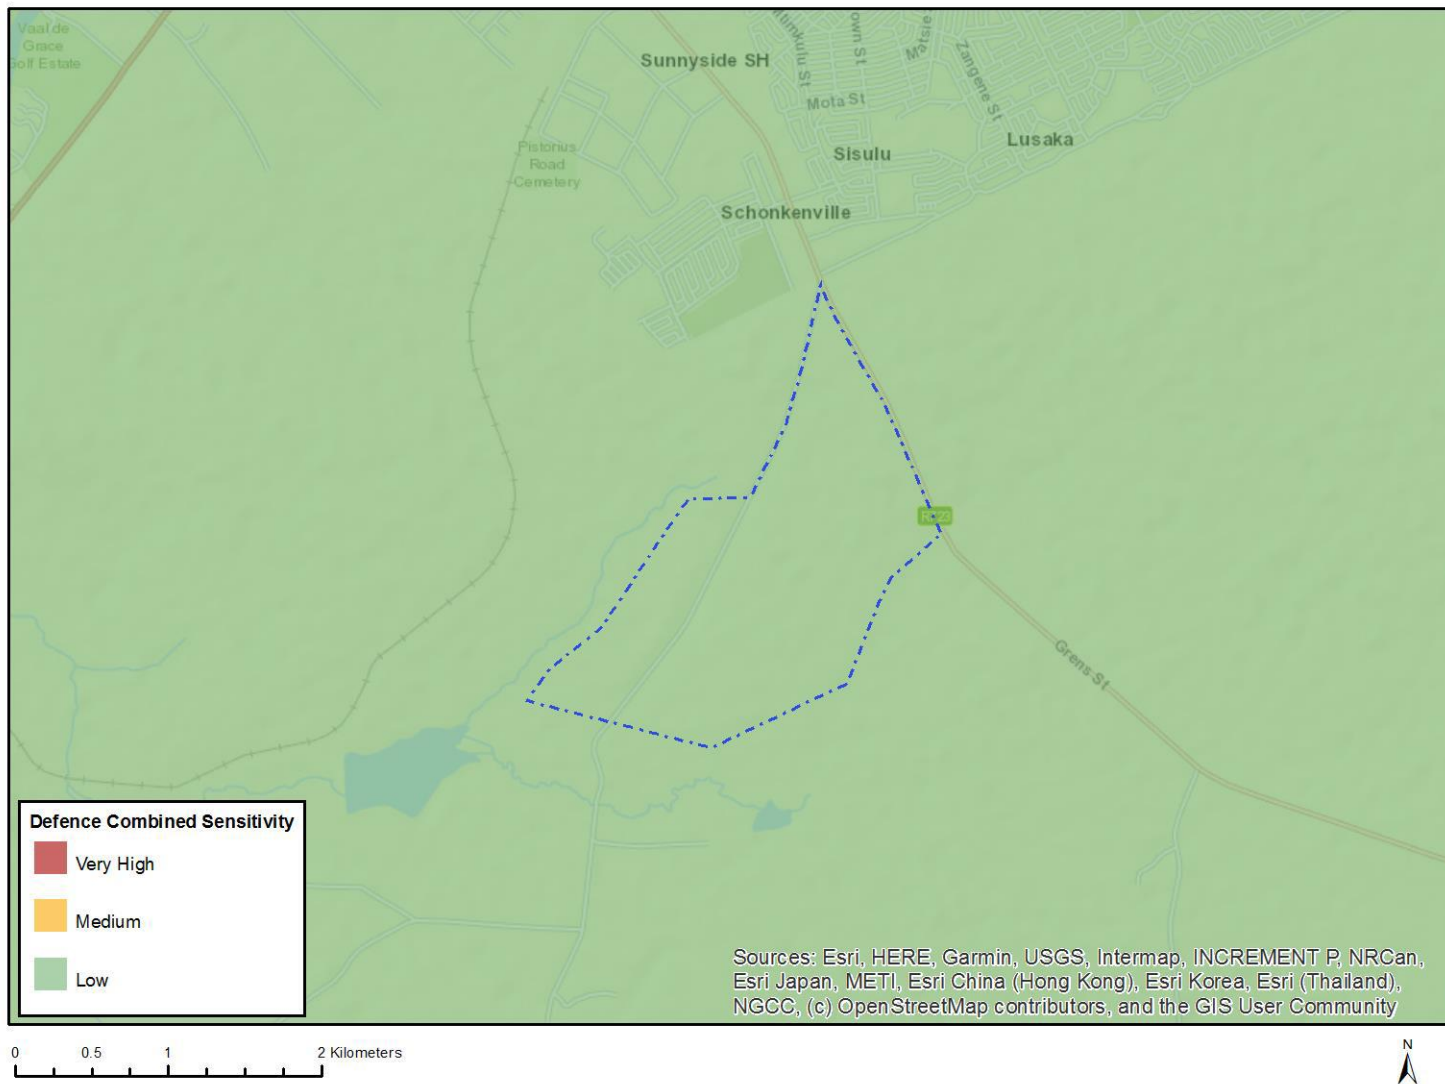 Vaal de
Grace
Golf Estate
Sunnyside SH
own St
Matsie
Zangene St
Mota St
Lusaka
Sisulu
Pistorius
Road
Cemetery
Schonkenville
Grens St
Defence Combined Sensitivity
Very High
Medium
Low
Sources: Esri, HERE, Garmin, USGS, Intermap, INCREMENT P, NRCan,
Esri Japan, METI, Esri China (Hong Kong), Esri Korea, Esri (Thailand),
NGCC, (c) OpenStreetMap contributors, and the GIS User Community
0 0.5 1 2 Kilometers
N